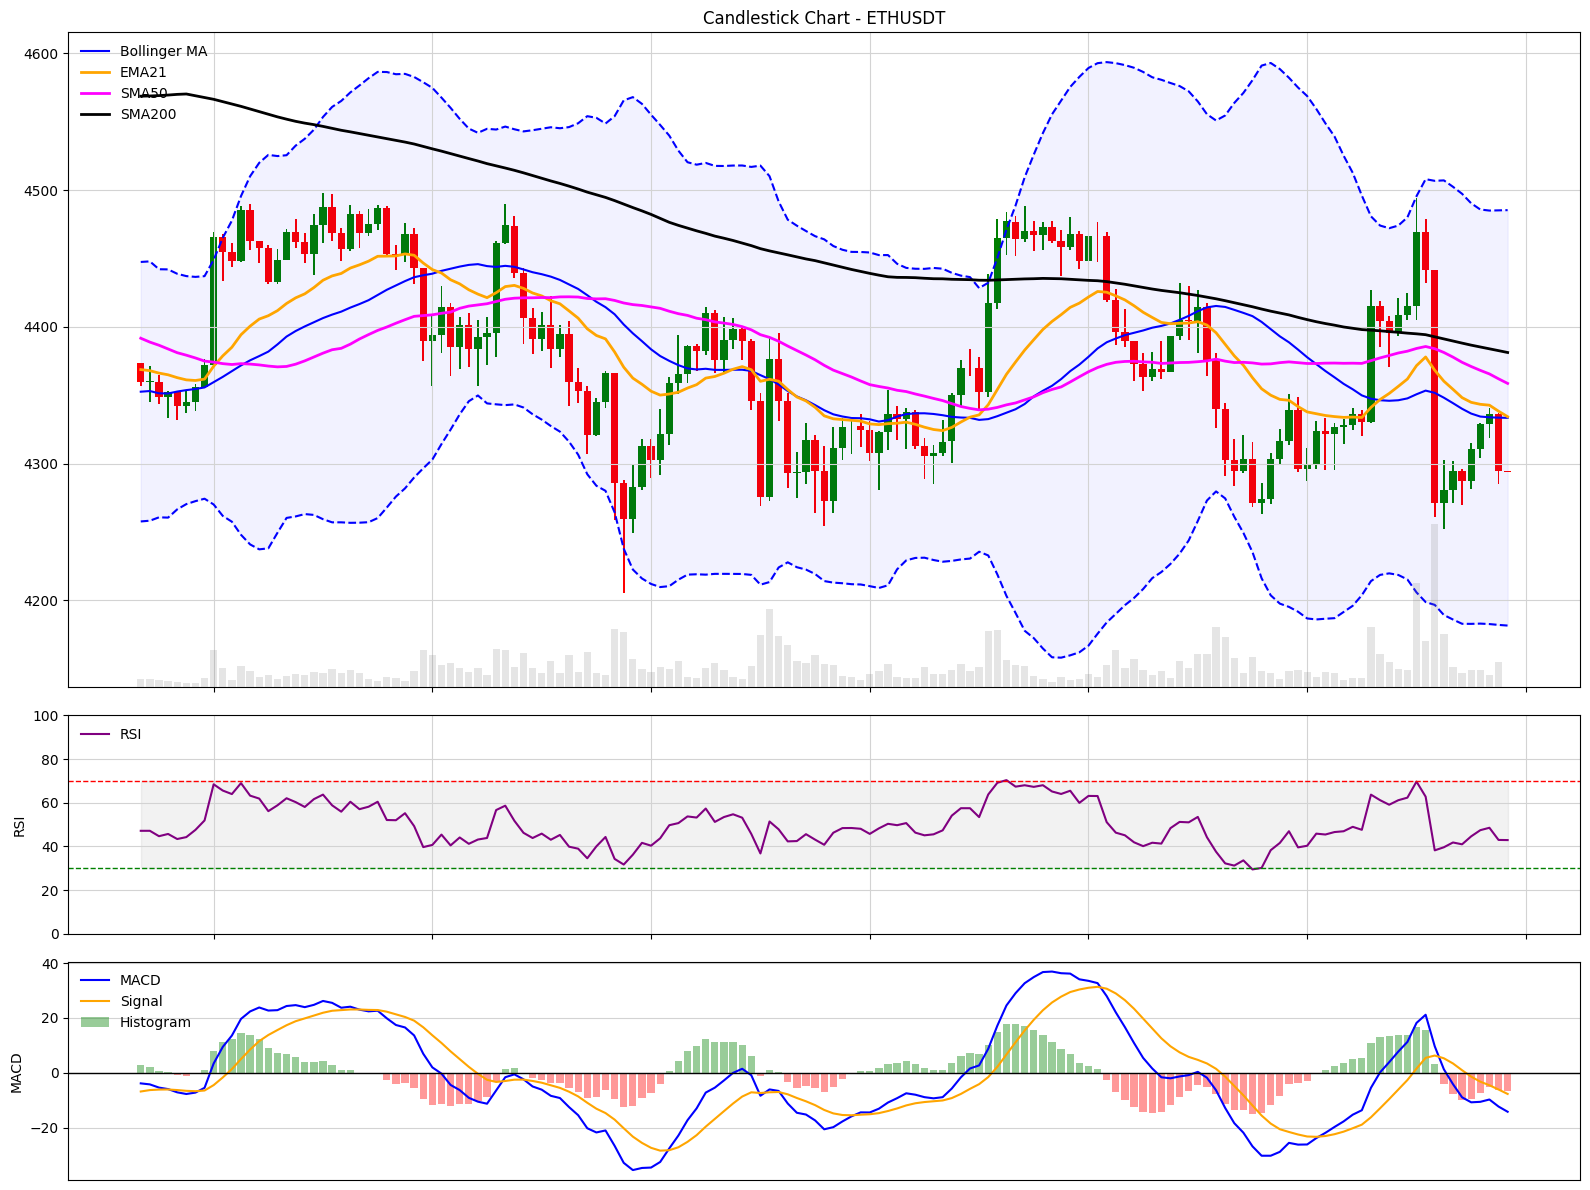 Candlestick Chart - ETHUSDT
Bollinger MA
EMA21
SMA50
SMA200
4600
4500
4400
4300
4200
RSI
100
80
60
40
20
0
RSI
MACD
Signal
Histogram
40
20
0
−20
MACD